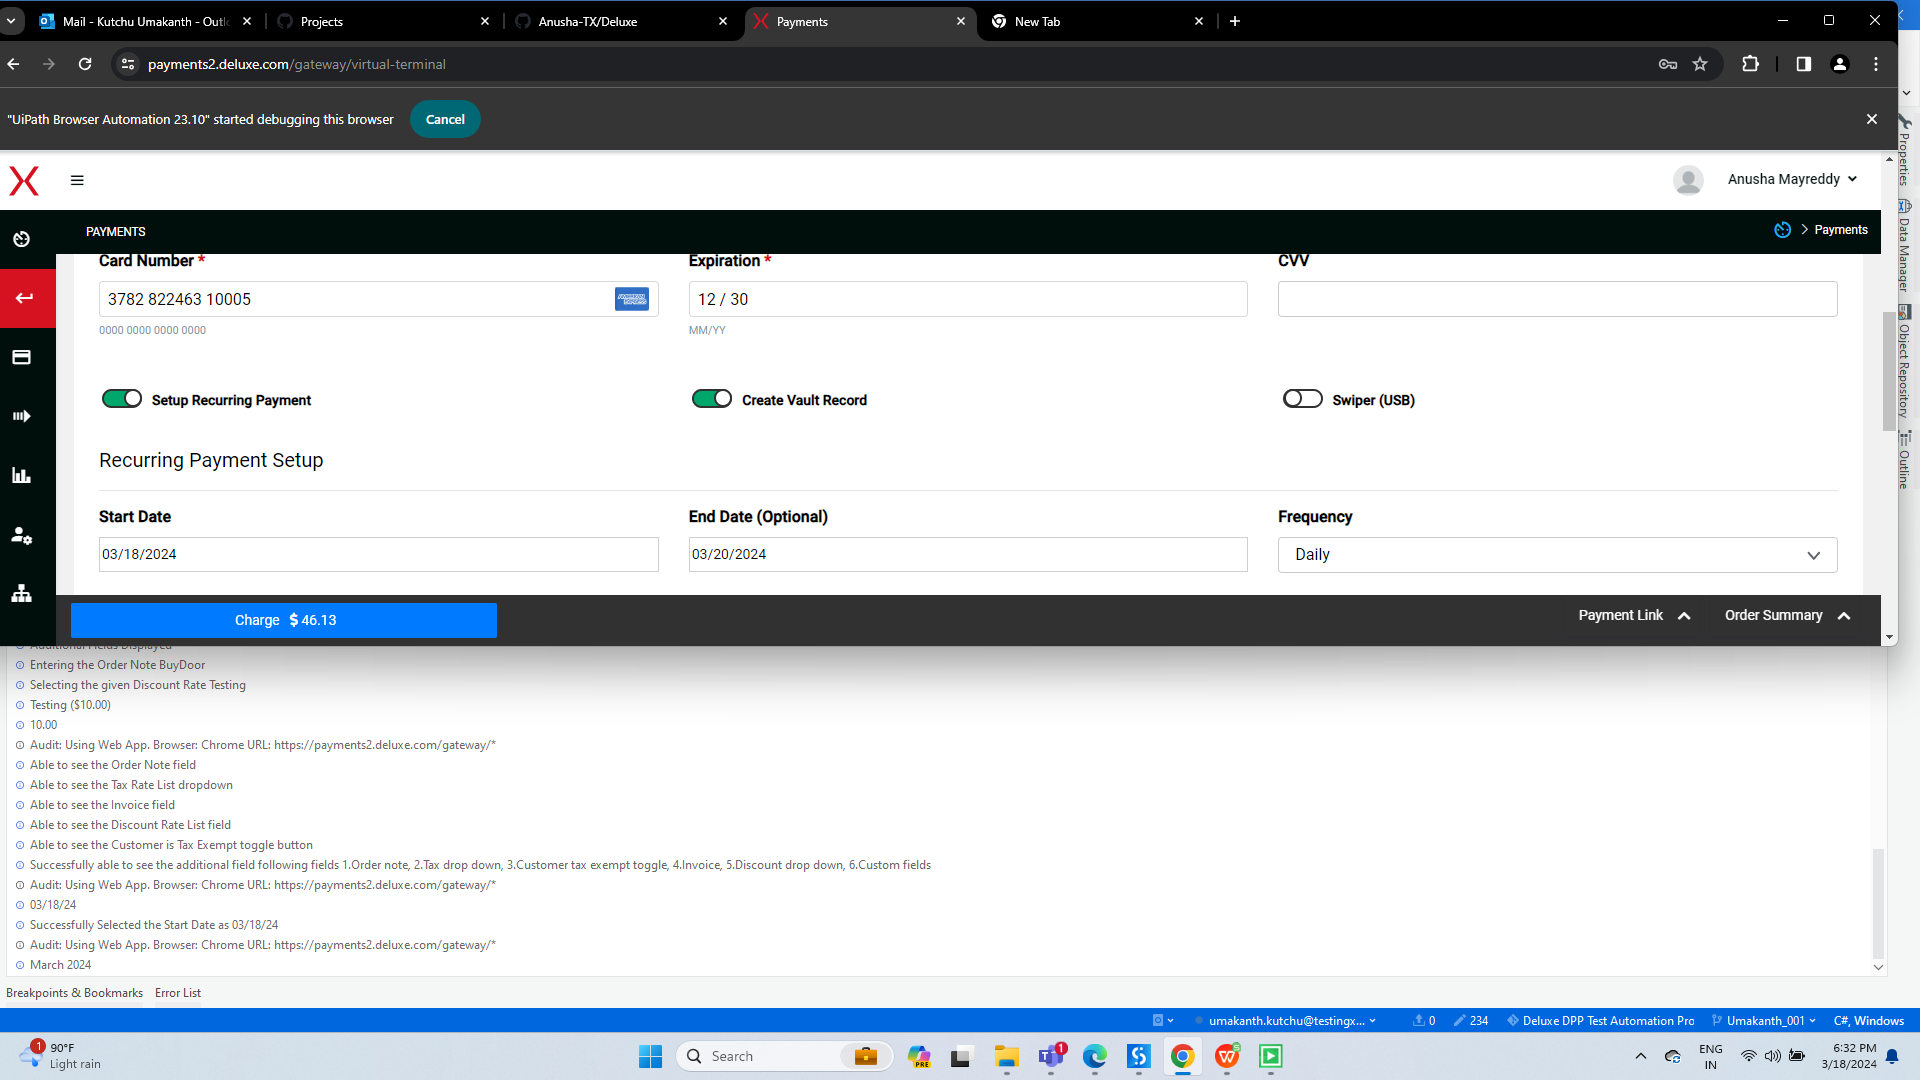 Mail - Kutchu Umakanth - Outlo
Projects
Anusha-TX/Deluxe
Payments
New Tab
payments2.deluxe.com/gateway/virtual-terminal
"UiPath Browser Automation 23.10" started debugging this browser
Cancel
Anusha Mayreddy
PAYMENTS
Payments
Card Number *
Expiration *
CVV
3782 822463 10005
12 / 30
0000 0000 0000 0000
MM/YY
Setup Recurring Payment
Create Vault Record
Swiper (USB)
Recurring Payment Setup
Start Date
End Date (Optional)
Frequency
03/18/2024
03/20/2024
Daily
Charge $ 46.13
Payment Link
Order Summary
Properties
Data Manager
Object Repository
Outline
Additional Fields Displayed
Entering the Order Note BuyDoor
Selecting the given Discount Rate Testing
Testing ($10.00)
10.00
Audit: Using Web App. Browser: Chrome URL: https://payments2.deluxe.com/gateway/*
Able to see the Order Note field
Able to see the Tax Rate List dropdown
Able to see the Invoice field
Able to see the Discount Rate List field
Able to see the Customer is Tax Exempt toggle button
Successfully able to see the additional field following fields 1.Order note, 2.Tax drop down, 3.Customer tax exempt toggle, 4.Invoice, 5.Discount drop down, 6.Custom fields
Audit: Using Web App. Browser: Chrome URL: https://payments2.deluxe.com/gateway/*
03/18/24
Successfully Selected the Start Date as 03/18/24
Audit: Using Web App. Browser: Chrome URL: https://payments2.deluxe.com/gateway/*
March 2024
Breakpoints & Bookmarks
Error List
umakanth.kutchu@testingx...
0
234
Deluxe DPP Test Automation Pro
Umakanth_001
C#, Windows
1
90°F
Light rain
Search
PRE
1
ENG
IN
6:32 PM
3/18/2024